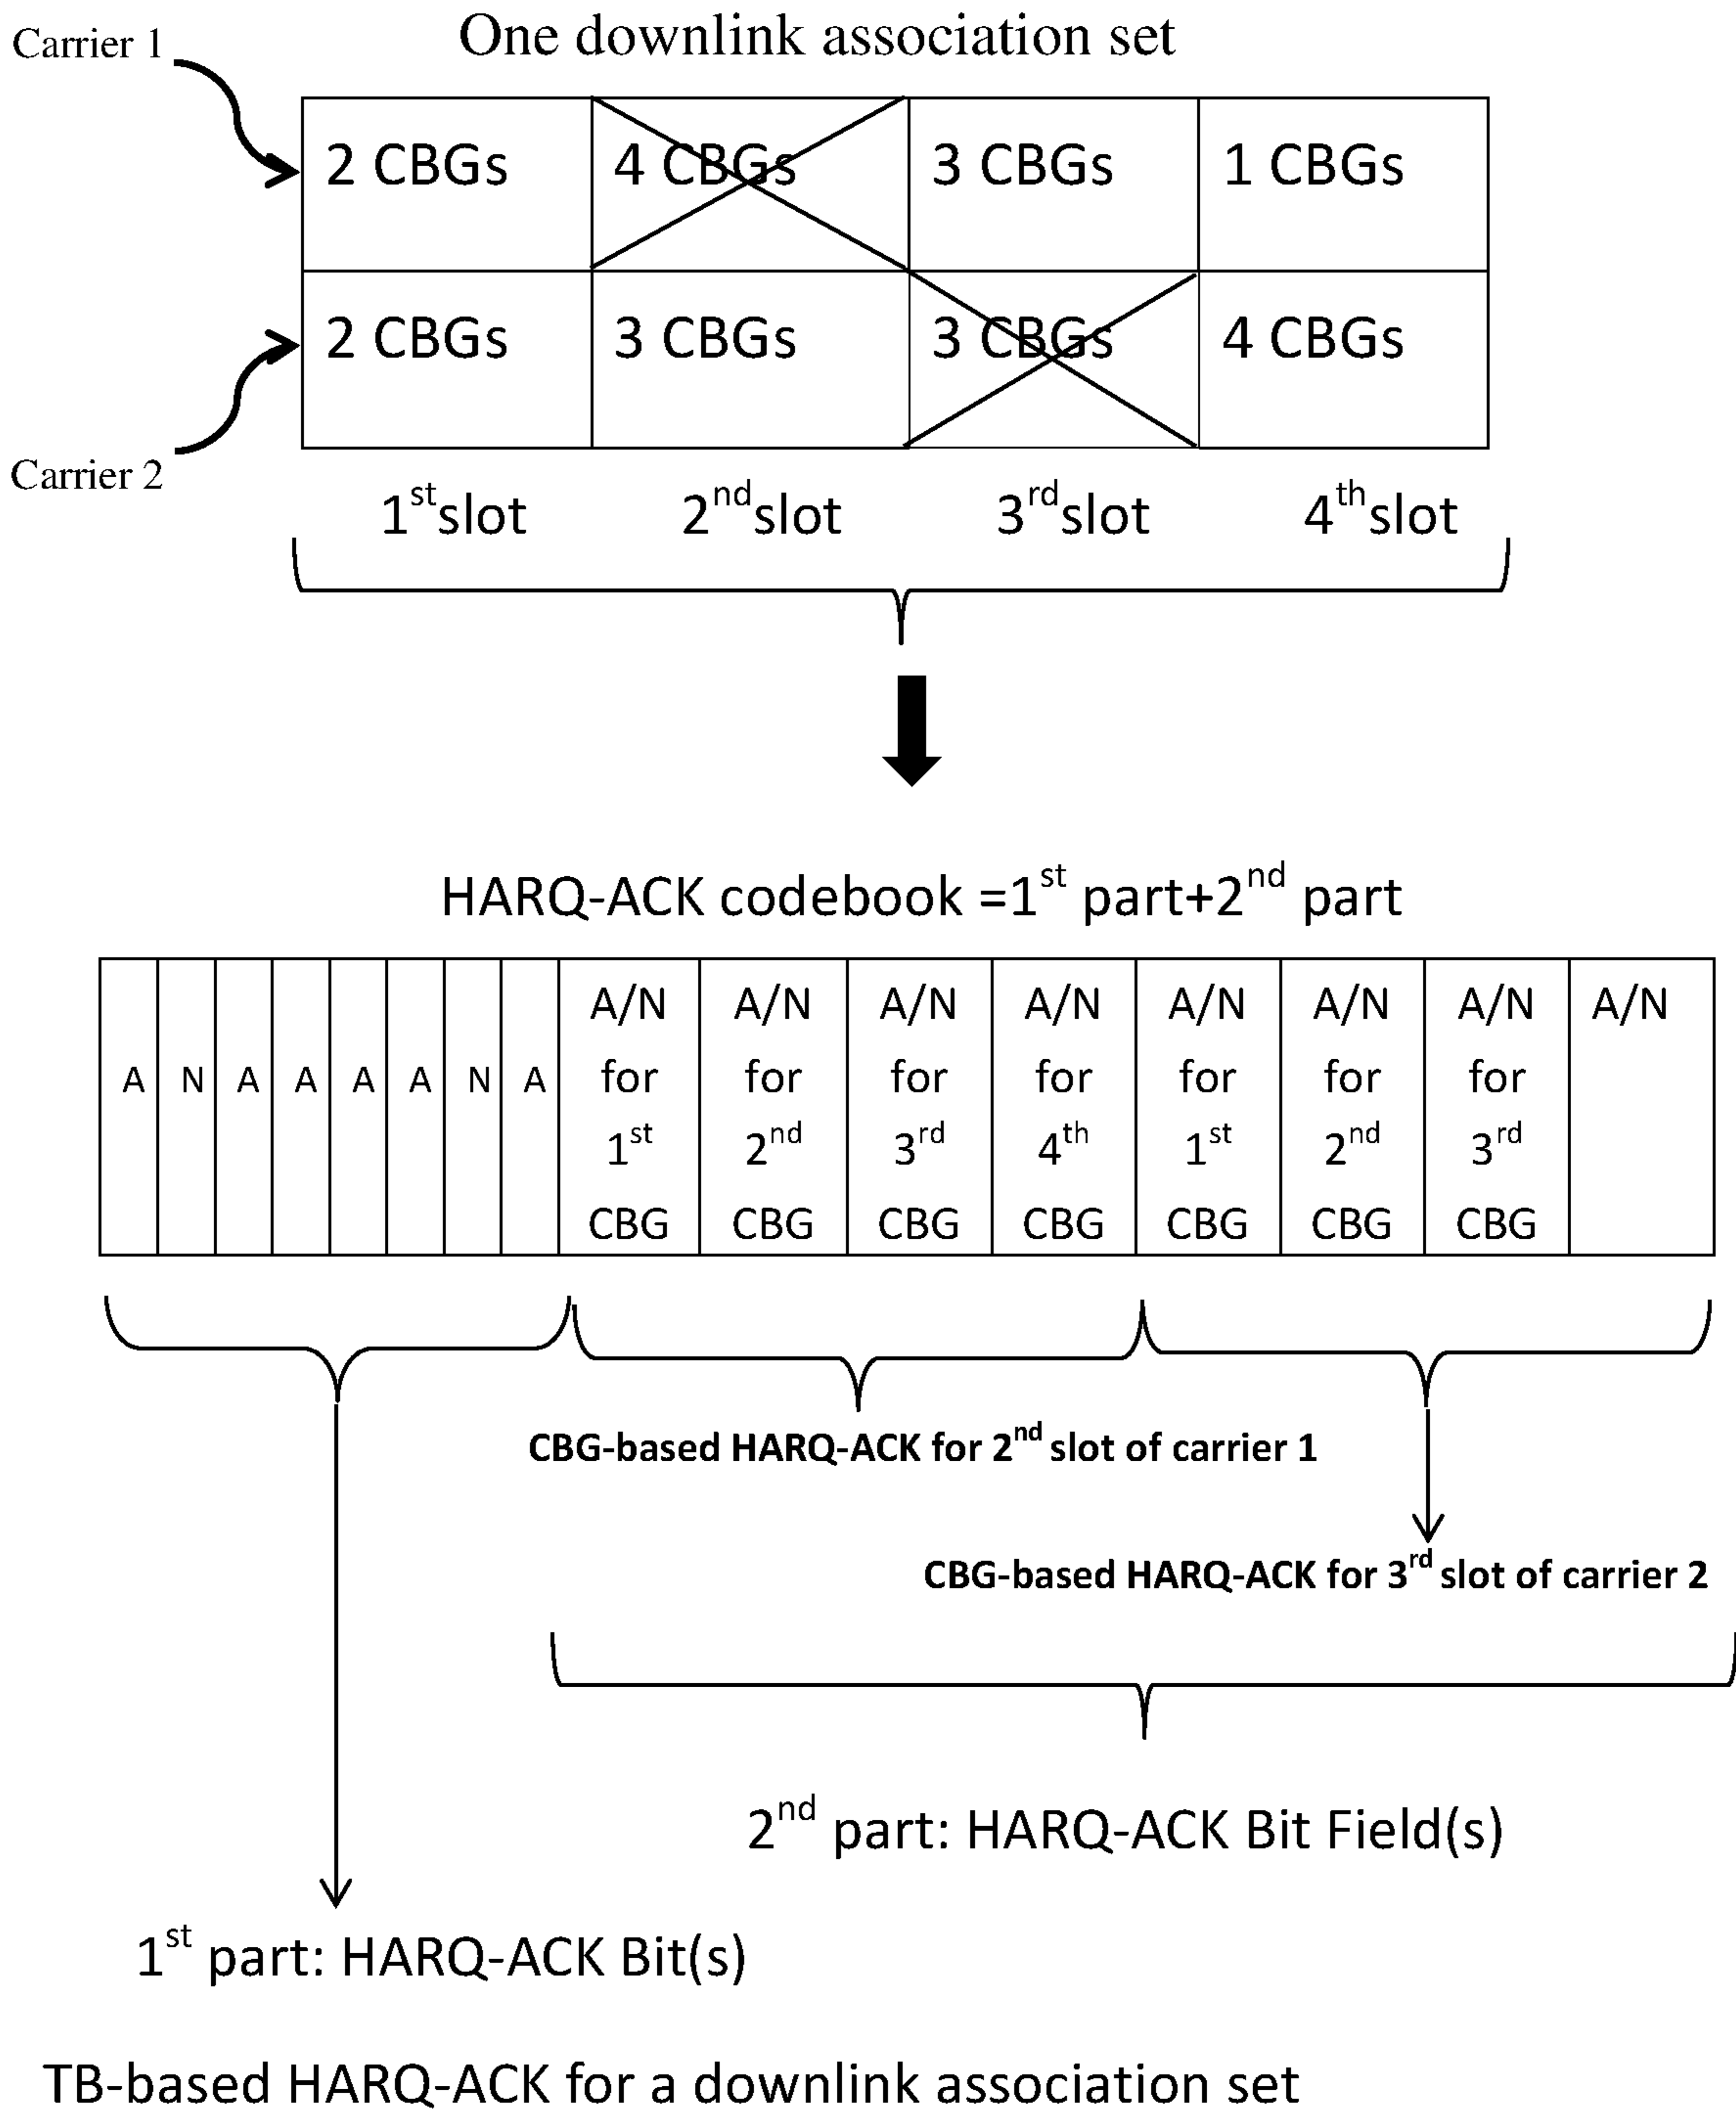 One downlink association set
Carrier 1
2 CBGs 4 CBGs 3 CBGs 1 CBGs
2 CBGs 3 CBGs 3 CBGs 4 CBGs
Carrier 2
1st slot 2nd slot 3rd slot 4th slot
HARQ-ACK codebook =1st part+2nd part
A/N A/N A/N A/N A/N A/N A/N A/N
A N A A A A N A for for for for for for for
1st 2nd 3rd 4th 1st 2nd 3rd
CBG CBG CBG CBG CBG CBG CBG
CBG-based HARQ-ACK for 2nd slot of carrier 1
CBG-based HARQ-ACK for 3rd slot of carrier 2
2nd part: HARQ-ACK Bit Field(s)
1st part: HARQ-ACK Bit(s)
TB-based HARQ-ACK for a downlink association set